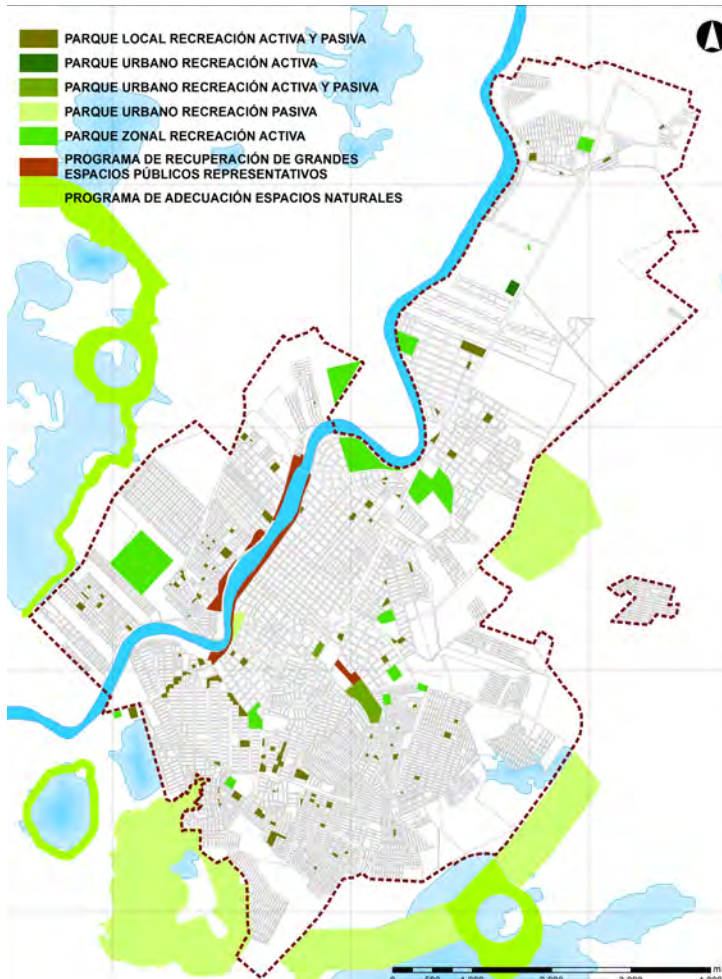 PARQUE LOCAL RECREACIÓN ACTIVA Y PASIVA
PARQUE URBANO RECREACIÓN ACTIVA
PARQUE URBANO RECREACIÓN ACTIVA Y PASIVA
PARQUE URBANO RECREACIÓN PASIVA
PARQUE ZONAL RECREACIÓN ACTIVA
PROGRAMA DE RECUPERACIÓN DE GRANDES
ESPACIOS PÚBLICOS REPRESENTATIVOS
PROGRAMA DE ADECUACIÓN ESPACIOS NATURALES